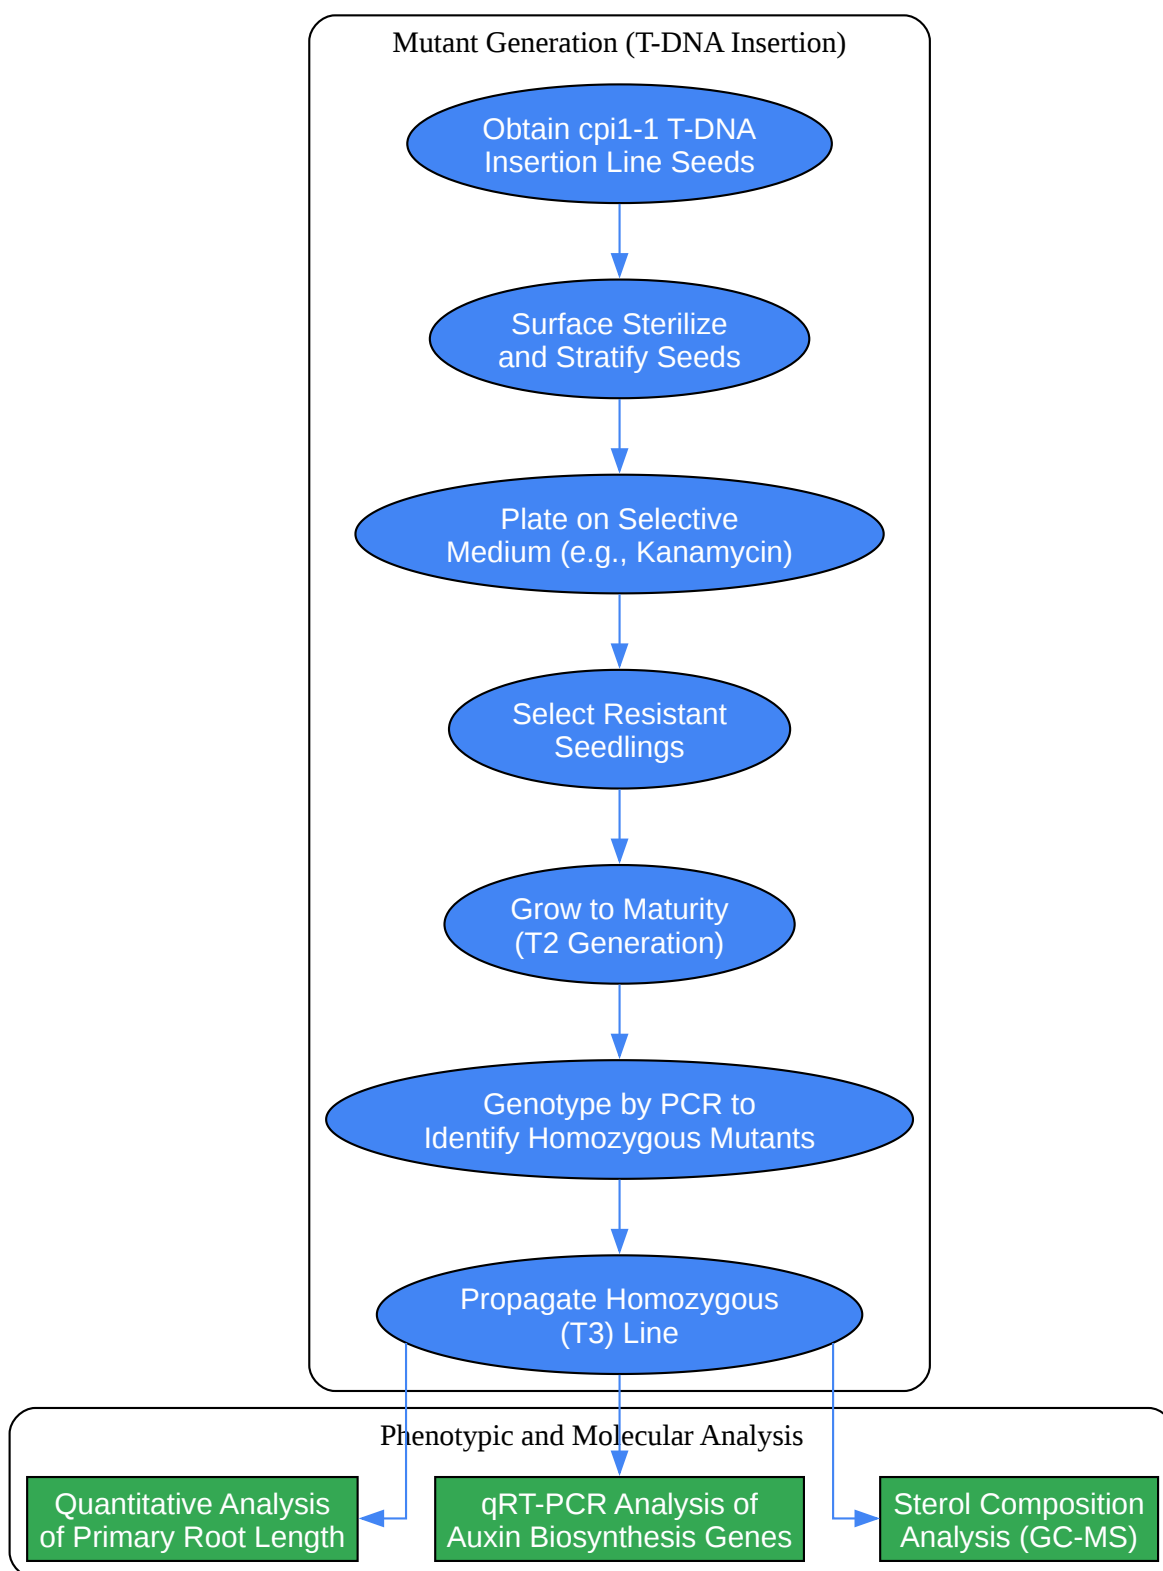 Mutant Generation (T-DNA Insertion)
Obtain cpi1-1 T-DNA
Insertion Line Seeds
Surface Sterilize
and Stratify Seeds
Plate on Selective
Medium (e.g., Kanamycin)
Select Resistant
Seedlings
Grow to Maturity
(T2 Generation)
Genotype by PCR to
Identify Homozygous Mutants
Propagate Homozygous
(T3) Line
Phenotypic and Molecular Analysis
Quantitative Analysis
of Primary Root Length
qRT-PCR Analysis of
Auxin Biosynthesis Genes
Sterol Composition
Analysis (GC-MS)